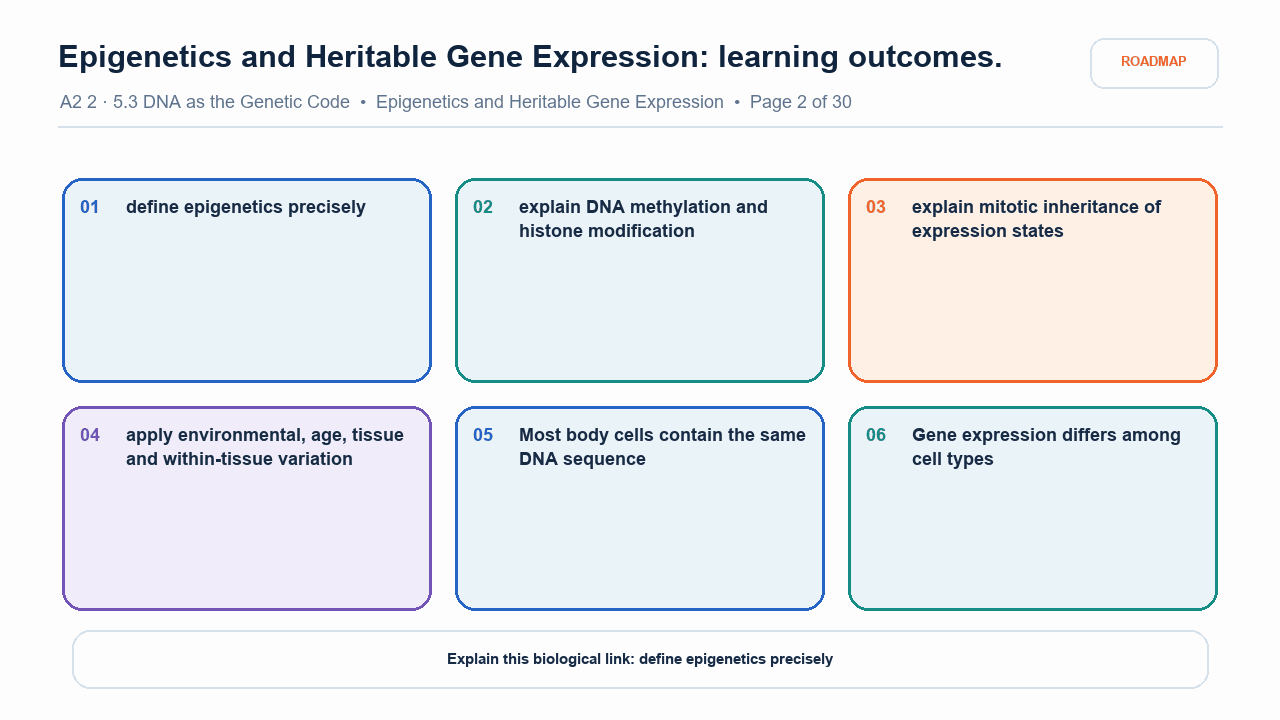 Epigenetics and Heritable Gene Expression: learning outcomes.
ROADMAP
A2 2 · 5.3 DNA as the Genetic Code • Epigenetics and Heritable Gene Expression • Page 2 of 30
01 define epigenetics precisely
02 explain DNA methylation and
histone modification
03 explain mitotic inheritance of
expression states
04 apply environmental, age, tissue
and within-tissue variation
05 Most body cells contain the same
DNA sequence
06 Gene expression differs among
cell types
Explain this biological link: define epigenetics precisely